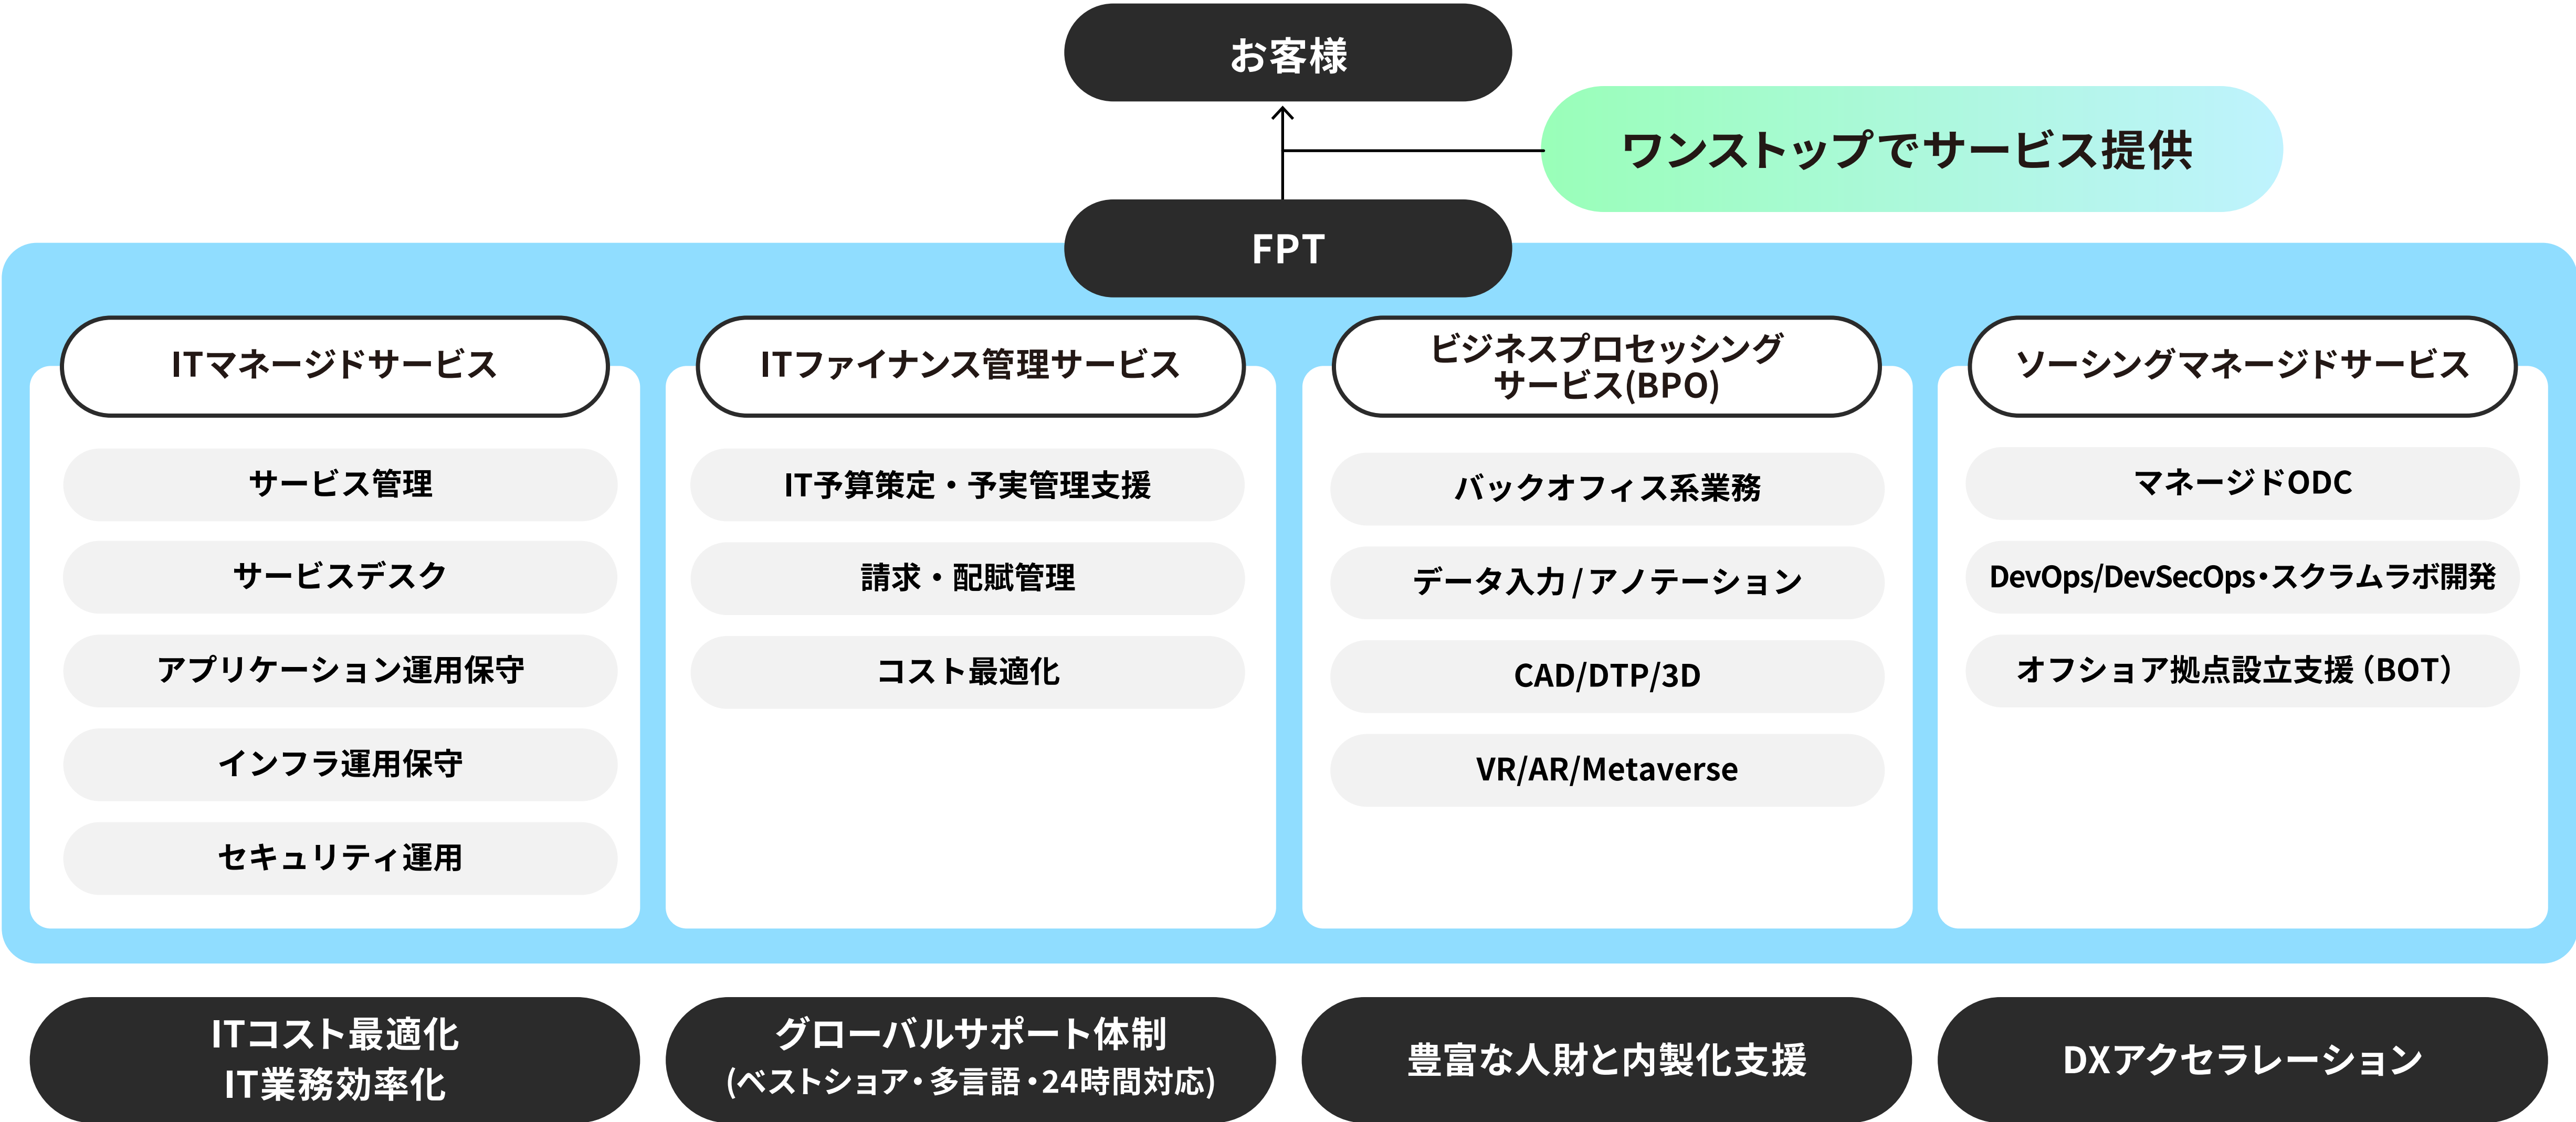 お客様
ワンストップでサービス提供
FPT
ITマネージドサービス
サービス管理
サービスデスク
アプリケーション運用保守
インフラ運用保守
セキュリティ運用
ITファイナンス管理サービス
IT予算策定・予実管理支援
請求・配賦管理
コスト最適化
ビジネスプロセッシング
サービス(BPO)
バックオフィス系業務
データ入力 / アノテーション
CAD/DTP/3D
VR/AR/Metaverse
ソーシングマネージドサービス
マネージドODC
DevOps/DevSecOps・スクラムラボ開発
オフショア拠点設立支援（BOT）
ITコスト最適化
IT業務効率化
グローバルサポート体制
(ベストショア・多言語・24時間対応)
豊富な人財と内製化支援
DXアクセラレーション